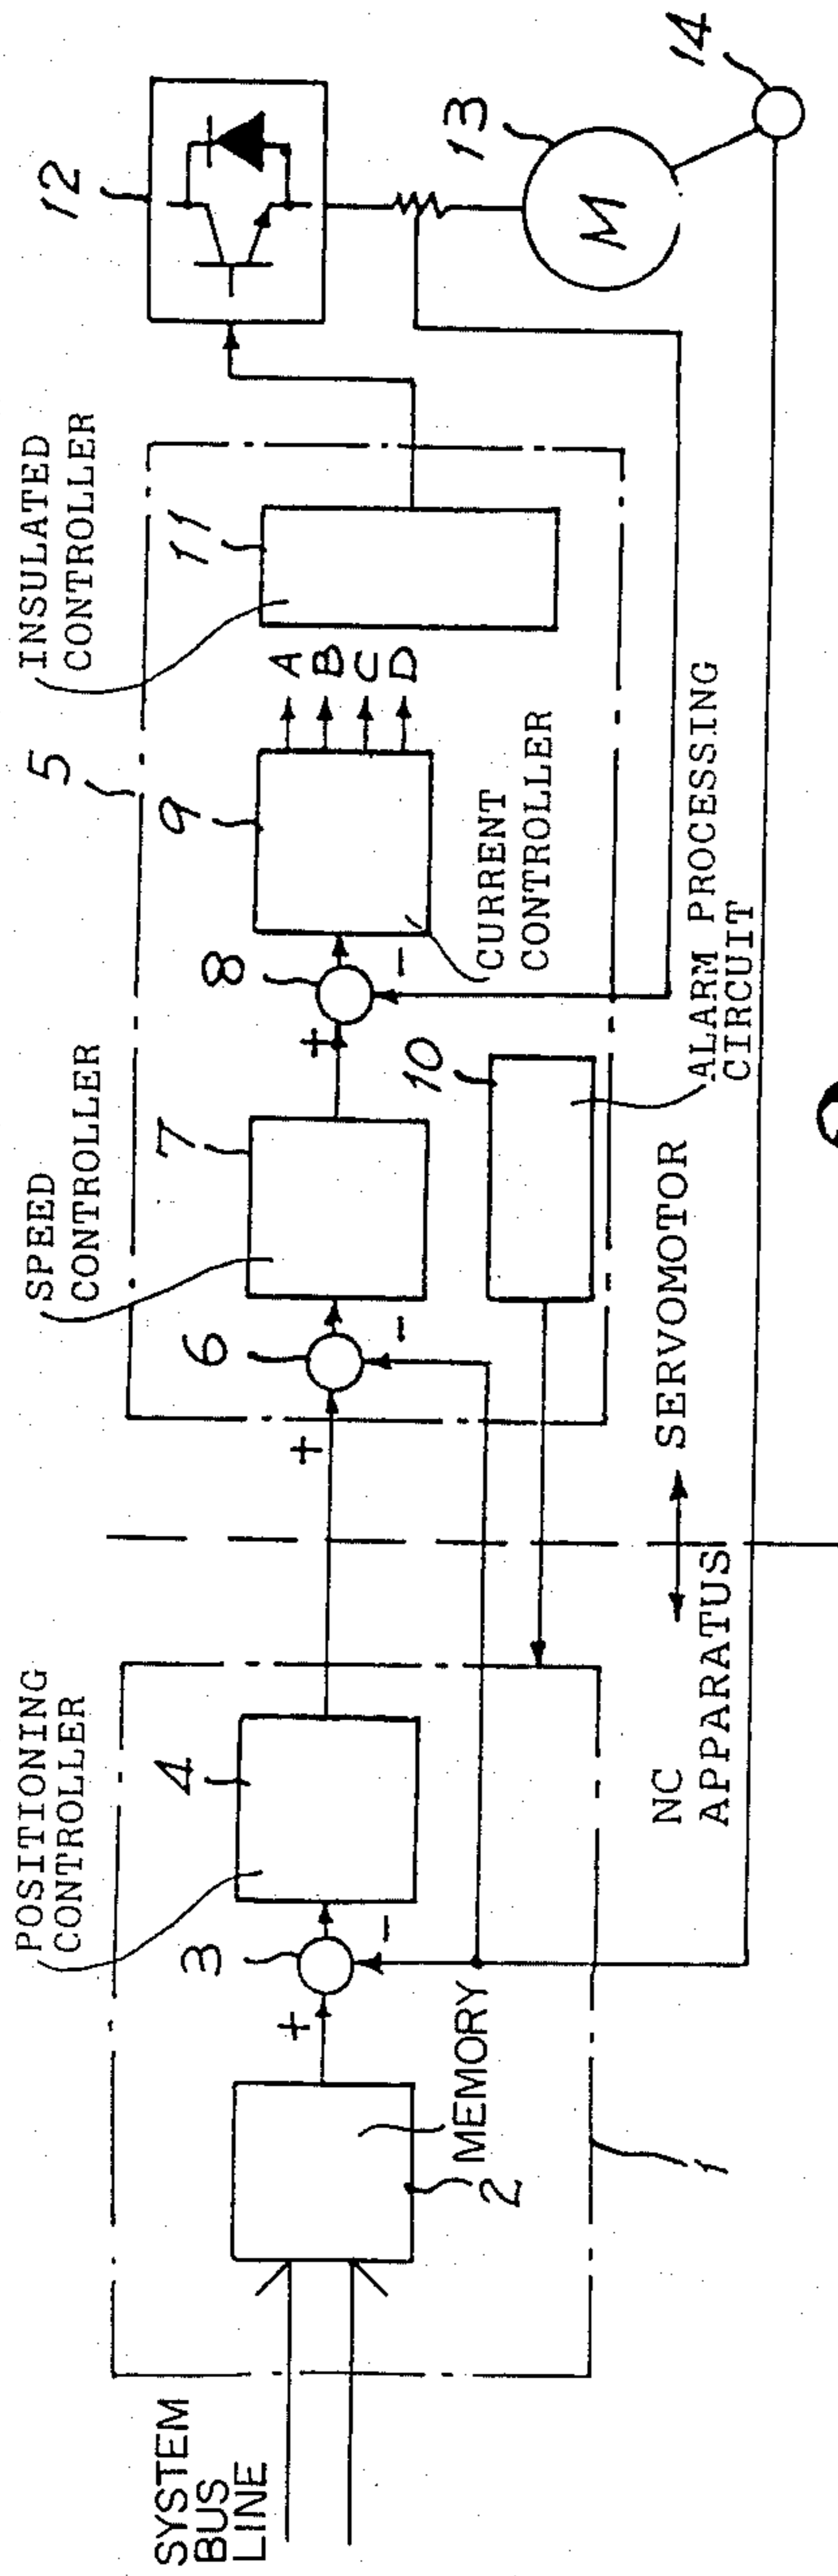 SYSTEM
BUS
LINE
MEMORY
2
1
+
3
-
POSITIONING
CONTROLLER
4
NC
APPARATUS
SERVOMOTOR
+
6
-
SPEED
CONTROLLER
7
10
ALARM PROCESSING
CIRCUIT
+
8
-
5
9
CURRENT
CONTROLLER
A
B
C
D
INSULATED
CONTROLLER
11
12
13
M
14